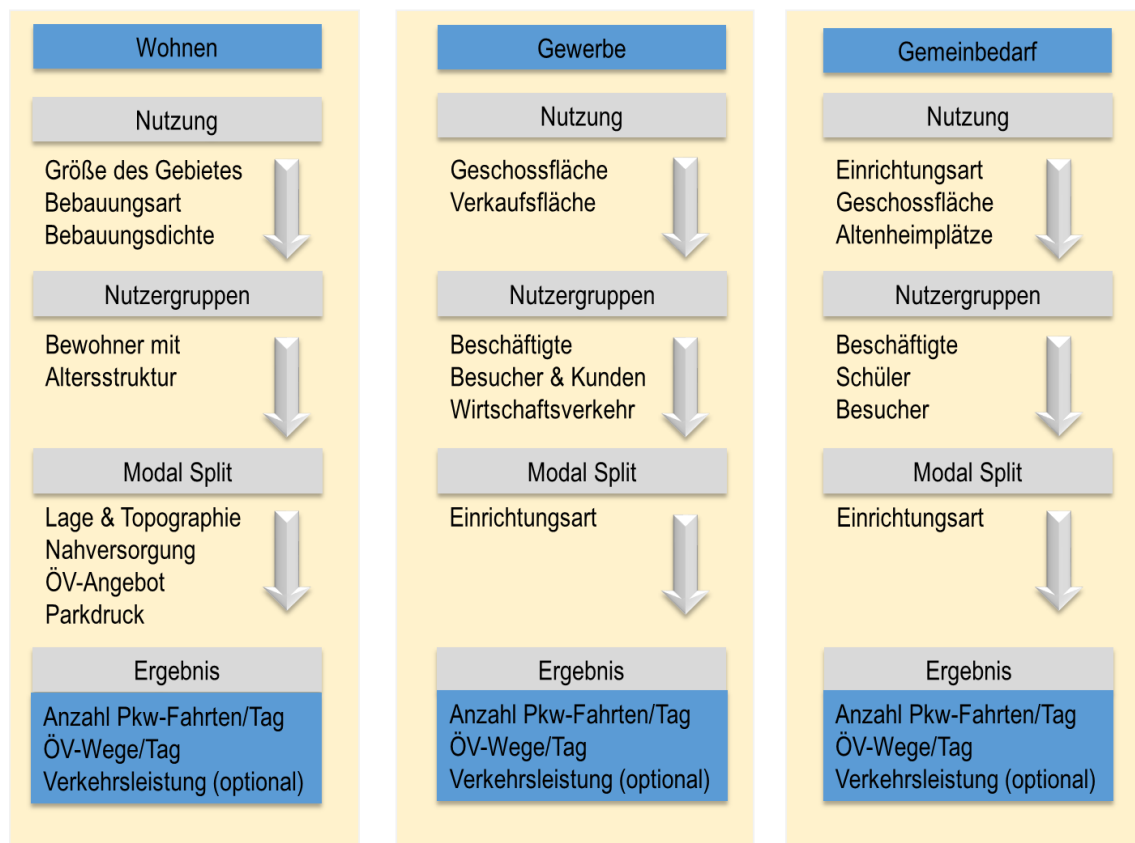 Wohnen
Nutzung
Größe des Gebietes
Bebauungsart
Bebauungsdichte
Nutzergruppen
Bewohner mit
Altersstruktur
Modal Split
Lage & Topographie
Nahversorgung
ÖV-Angebot
Parkdruck
Ergebnis
Anzahl Pkw-Fahrten/Tag
ÖV-Wege/Tag
Verkehrsleistung (optional)
Gewerbe
Nutzung
Geschossfläche
Verkaufsfläche
Nutzergruppen
Beschäftigte
Besucher & Kunden
Wirtschaftsverkehr
Modal Split
Einrichtungsart
Ergebnis
Anzahl Pkw-Fahrten/Tag
ÖV-Wege/Tag
Verkehrsleistung (optional)
Gemeinbedarf
Nutzung
Einrichtungsart
Geschossfläche
Altenheimplätze
Nutzergruppen
Beschäftigte
Schüler
Besucher
Modal Split
Einrichtungsart
Ergebnis
Anzahl Pkw-Fahrten/Tag
ÖV-Wege/Tag
Verkehrsleistung (optional)